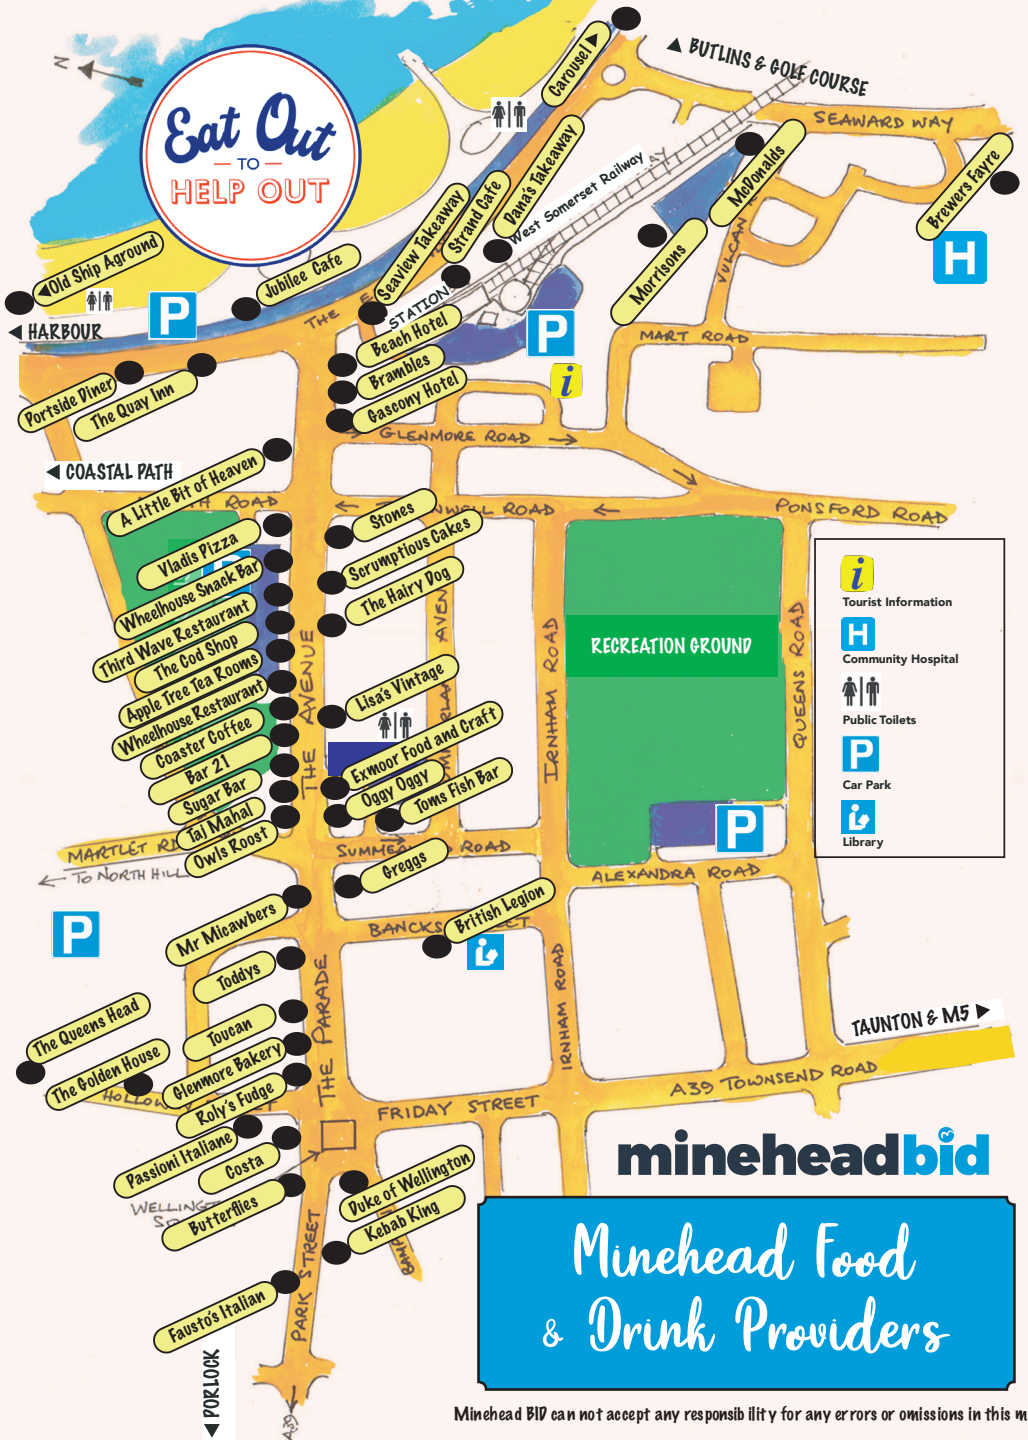 N
Eat Out
TO
HELP OUT
Carousel ▲
▲ BUTLINS & GOLF COURSE
SEAWARD WAY
Dana's Takeaway
Strand Cafe
Seaview Takeaway
West Somerset Railway
McDonalds
Brewers Fayre
H
Morrisons
◀Old Ship Aground
P
Jubilee Cafe
◀ HARBOUR
THE
STATION
Beach Hotel
P
MART ROAD
Brambles
i
Gascony Hotel
Portside Diner
The Quay Inn
GLENMORE ROAD
◀ COASTAL PATH
A Little Bit of Heaven
ROAD
Stones
ROAD
PONSFORD ROAD
Vladis Pizza
Scrumptious Cakes
Wheelhouse Snack Bar
The Hairy Dog
Third Wave Restaurant
The Cod Shop
Apple Tree Tea Rooms
THE AVENUE
IRNHAM ROAD
RECREATION GROUND
QUEENS ROAD
i
Tourist Information
H
Community Hospital
Public Toilets
P
Car Park
Library
Wheelhouse Restaurant
Lisa's Vintage
Coaster Coffee
Exmoor Food and Craft
Bar 21
Oggy Oggy
Sugar Bar
Toms Fish Bar
Taj Mahal
P
Owls Roost
MARTLET RD
TO NORTH HILL
ROAD
Greggs
ALEXANDRA ROAD
Mr Micawbers
British Legion
BANCKS
P
Toddys
THE PARADE
IRNHAM ROAD
The Queens Head
Toucan
TAUNTON & M5 ▶
The Golden House
Glenmore Bakery
Roly's Fudge
FRIDAY STREET
A39 TOWNSEND ROAD
Passioni Italiane
Costa
Duke of Wellington
Butterflies
Kebab King
PARK STREET
Fausto's Italian
◀ PORLOCK
A39
mineheadbid
Minehead Food
& Drink Providers
Minehead BID can not accept any responsibility for any errors or omissions in this m